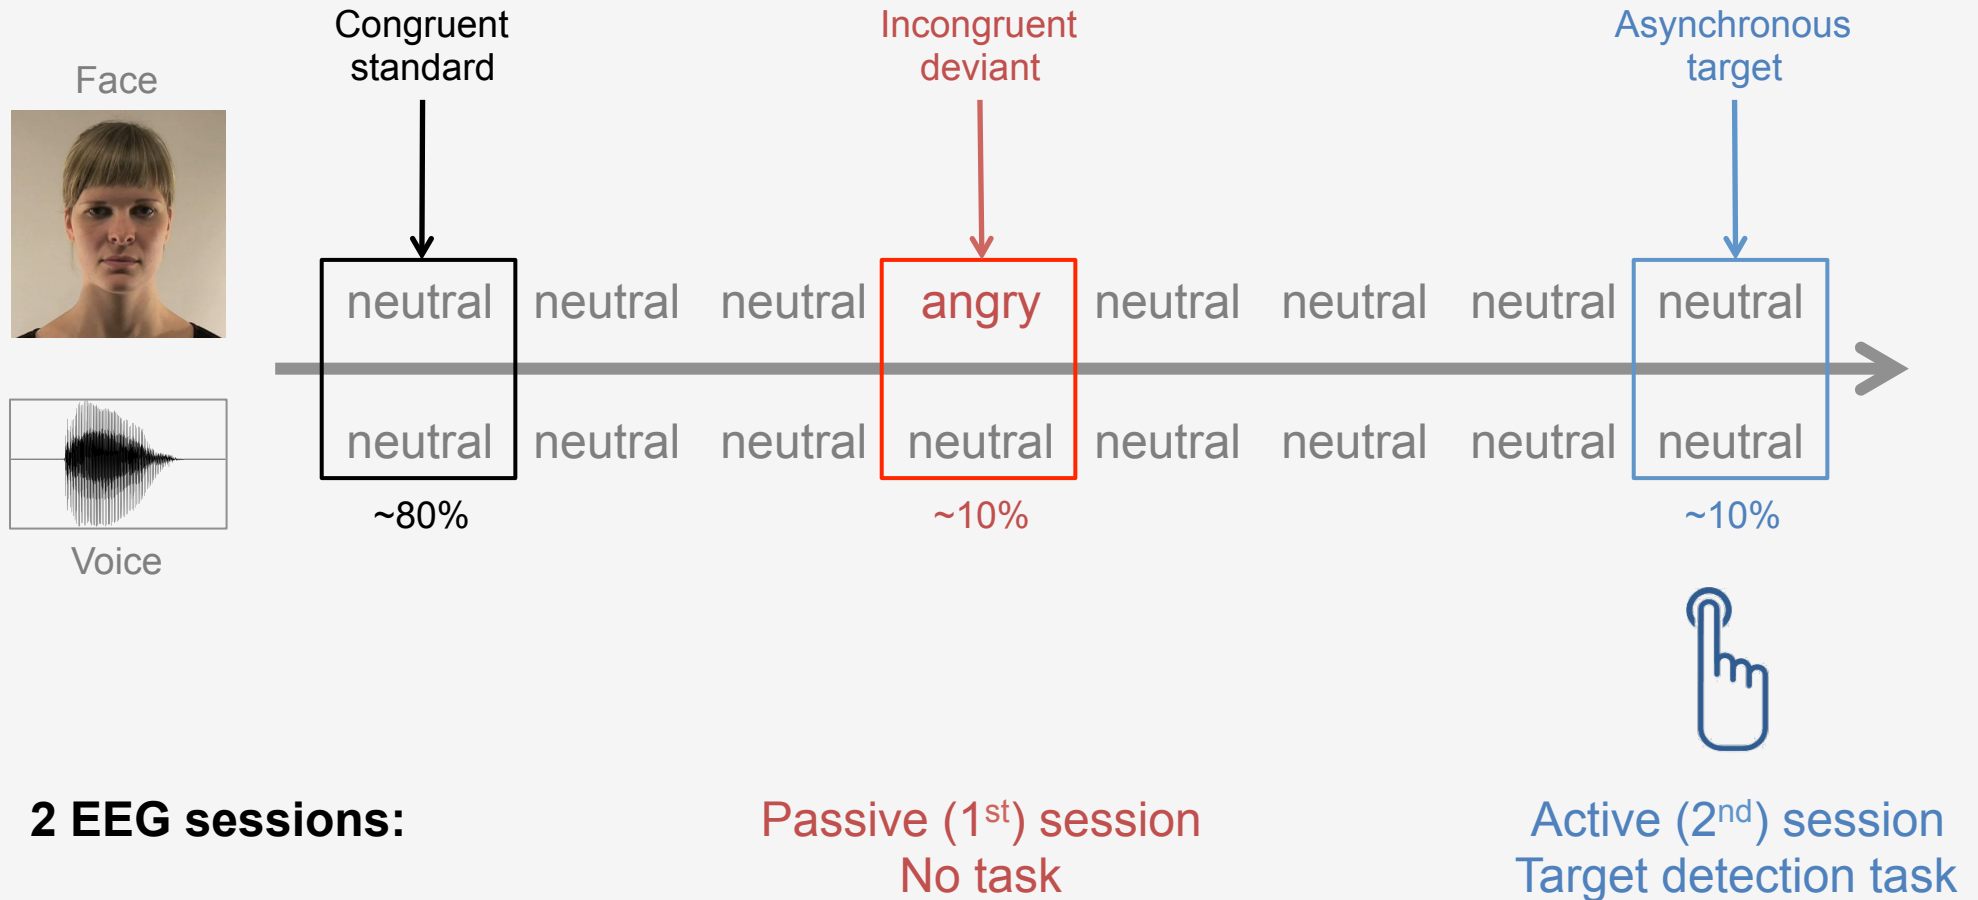 Face
Voice
Congruent
standard
Incongruent
deviant
Asynchronous
target
neutral neutral neutral angry neutral neutral neutral neutral
neutral neutral neutral neutral neutral neutral neutral neutral
~80% ~10% ~10%
2 EEG sessions:
Passive (1st) session
No task
Active (2nd) session
Target detection task